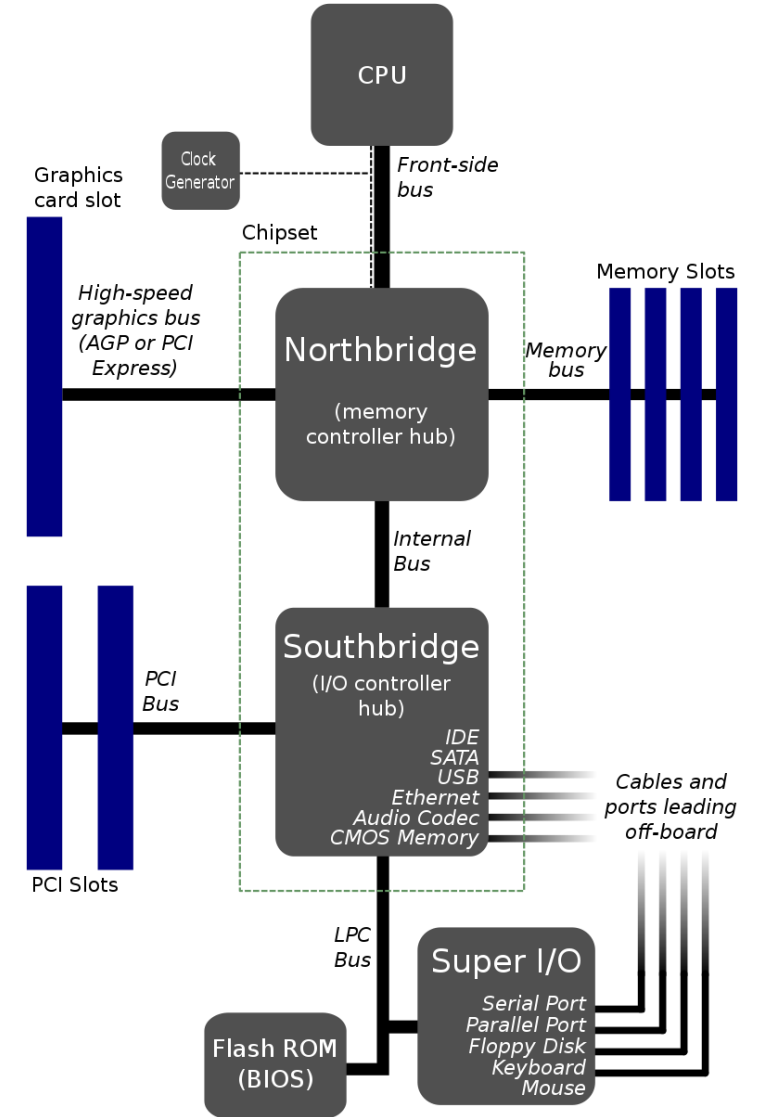 CPU
Clock
Generator
Front-side
bus
Graphics
card slot
Chipset
High-speed
graphics bus
(AGP or PCI
Express)
Northbridge
(memory
controller hub)
Memory
bus
Memory Slots
Internal
Bus
Southbridge
(I/O controller
hub)
IDE
SATA
USB
Ethernet
Audio Codec
CMOS Memory
PCI
Bus
PCI Slots
Cables and
ports leading
off-board
LPC
Bus
Super I/O
Serial Port
Parallel Port
Floppy Disk
Keyboard
Mouse
Flash ROM
(BIOS)